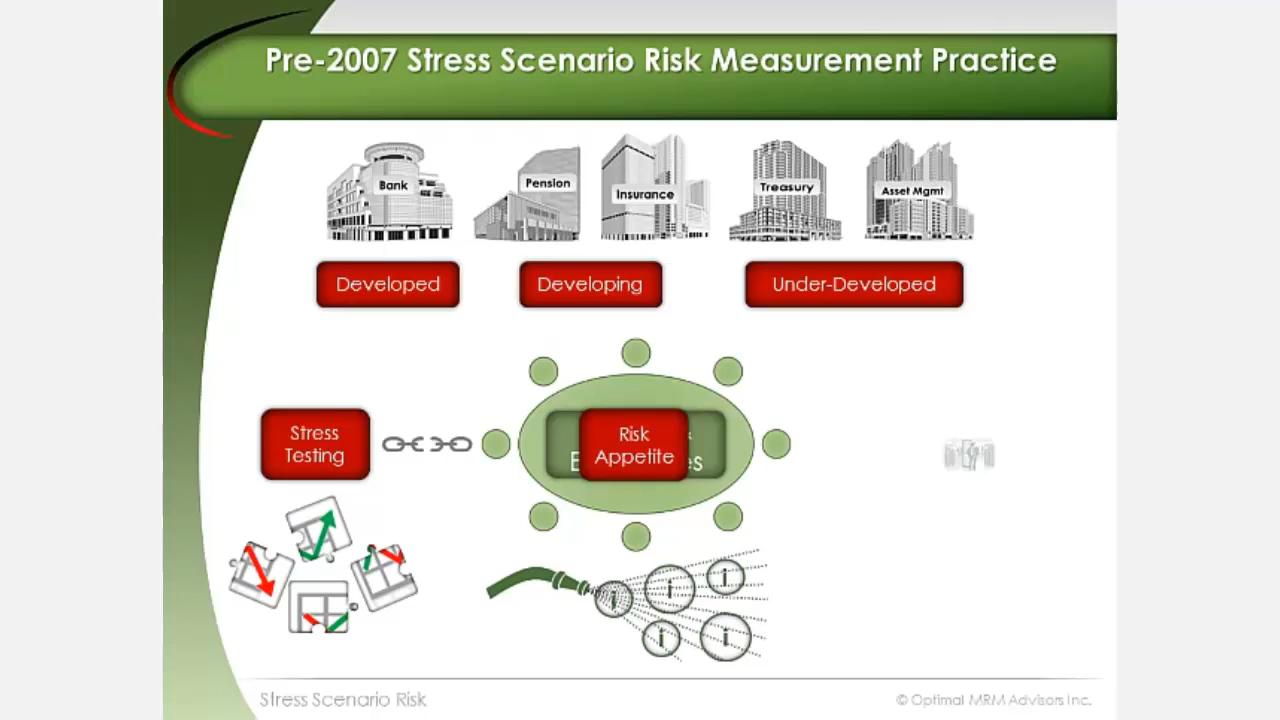 Pre-2007 Stress Scenario Risk Measurement Practice
Bank
Pension
Insurance
Treasury
Asset Mgmt
Developed
Developing
Under-Developed
Stress
Testing
Risk
Appetite
i
i
i
i
i
Stress Scenario Risk
© Optimal MRM Advisors Inc.